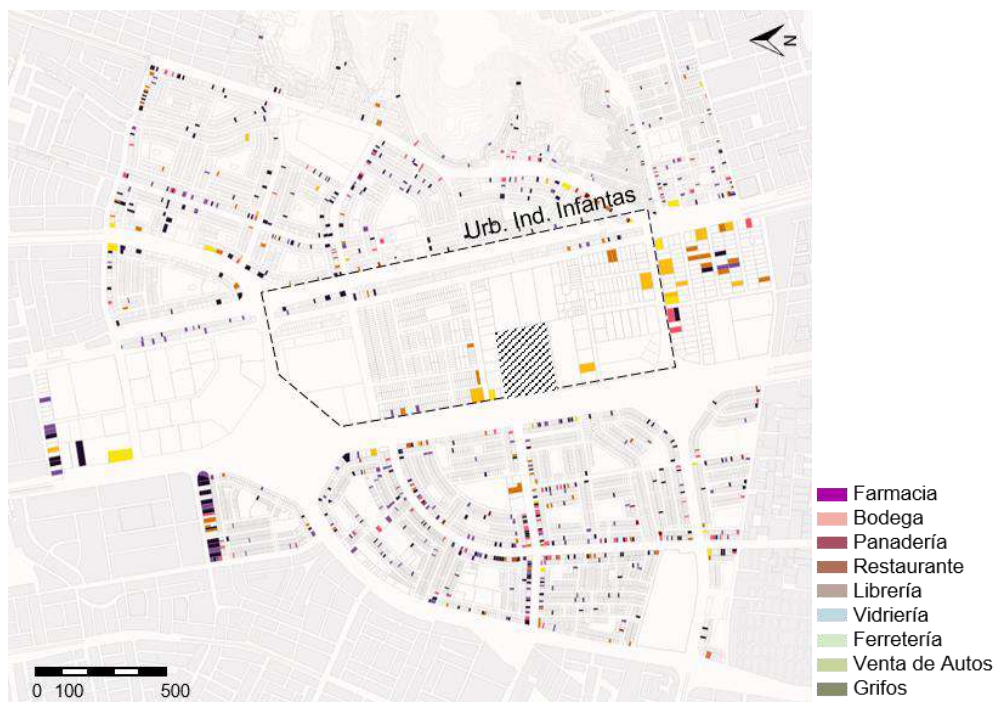 N
Urb. Ind. Infantas
Farmacia
Bodega
Panadería
Restaurante
Librería
Vidriería
Ferretería
Venta de Autos
Grifos
0 100 500